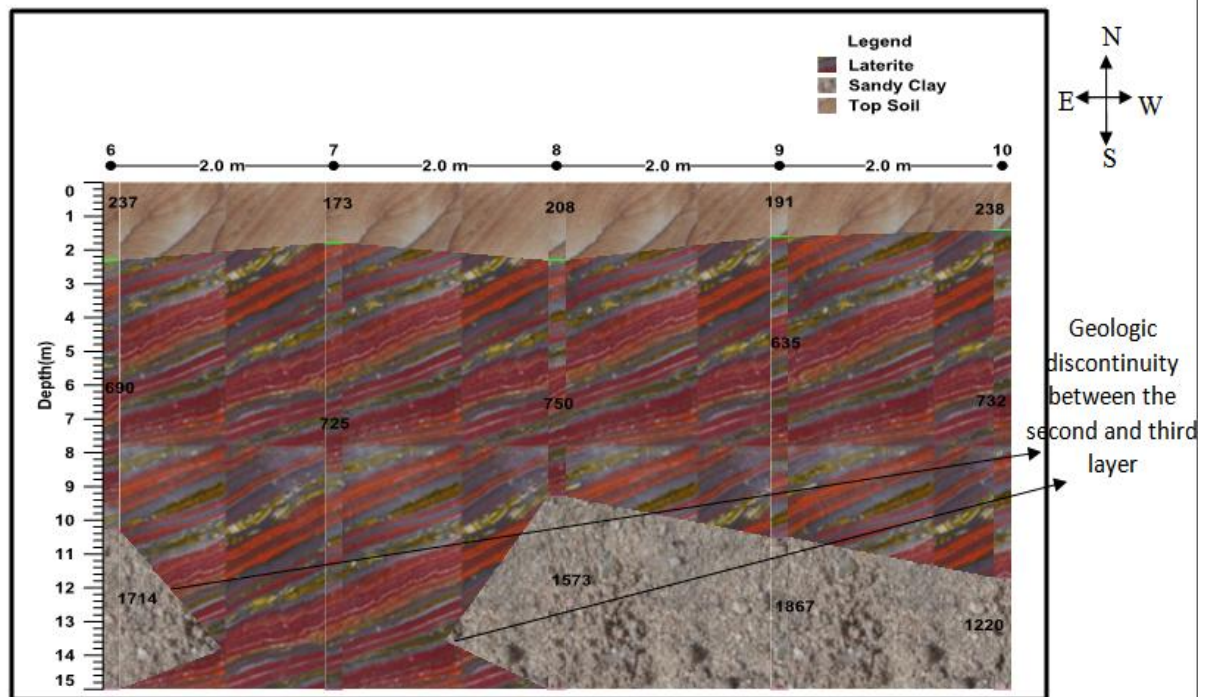 Legend
Laterite
Sandy Clay
Top Soil
N
E W
S
6 7 8 9 10
2.0 m 2.0 m 2.0 m 2.0 m
Depth(m)
0
1
2
3
4
5
6
7
8
9
10
11
12
13
14
15
237 173 208 191 238
690 725 750 635 732
1714 1573 1867 1220
Geologic
discontinuity
between the
second and third
layer